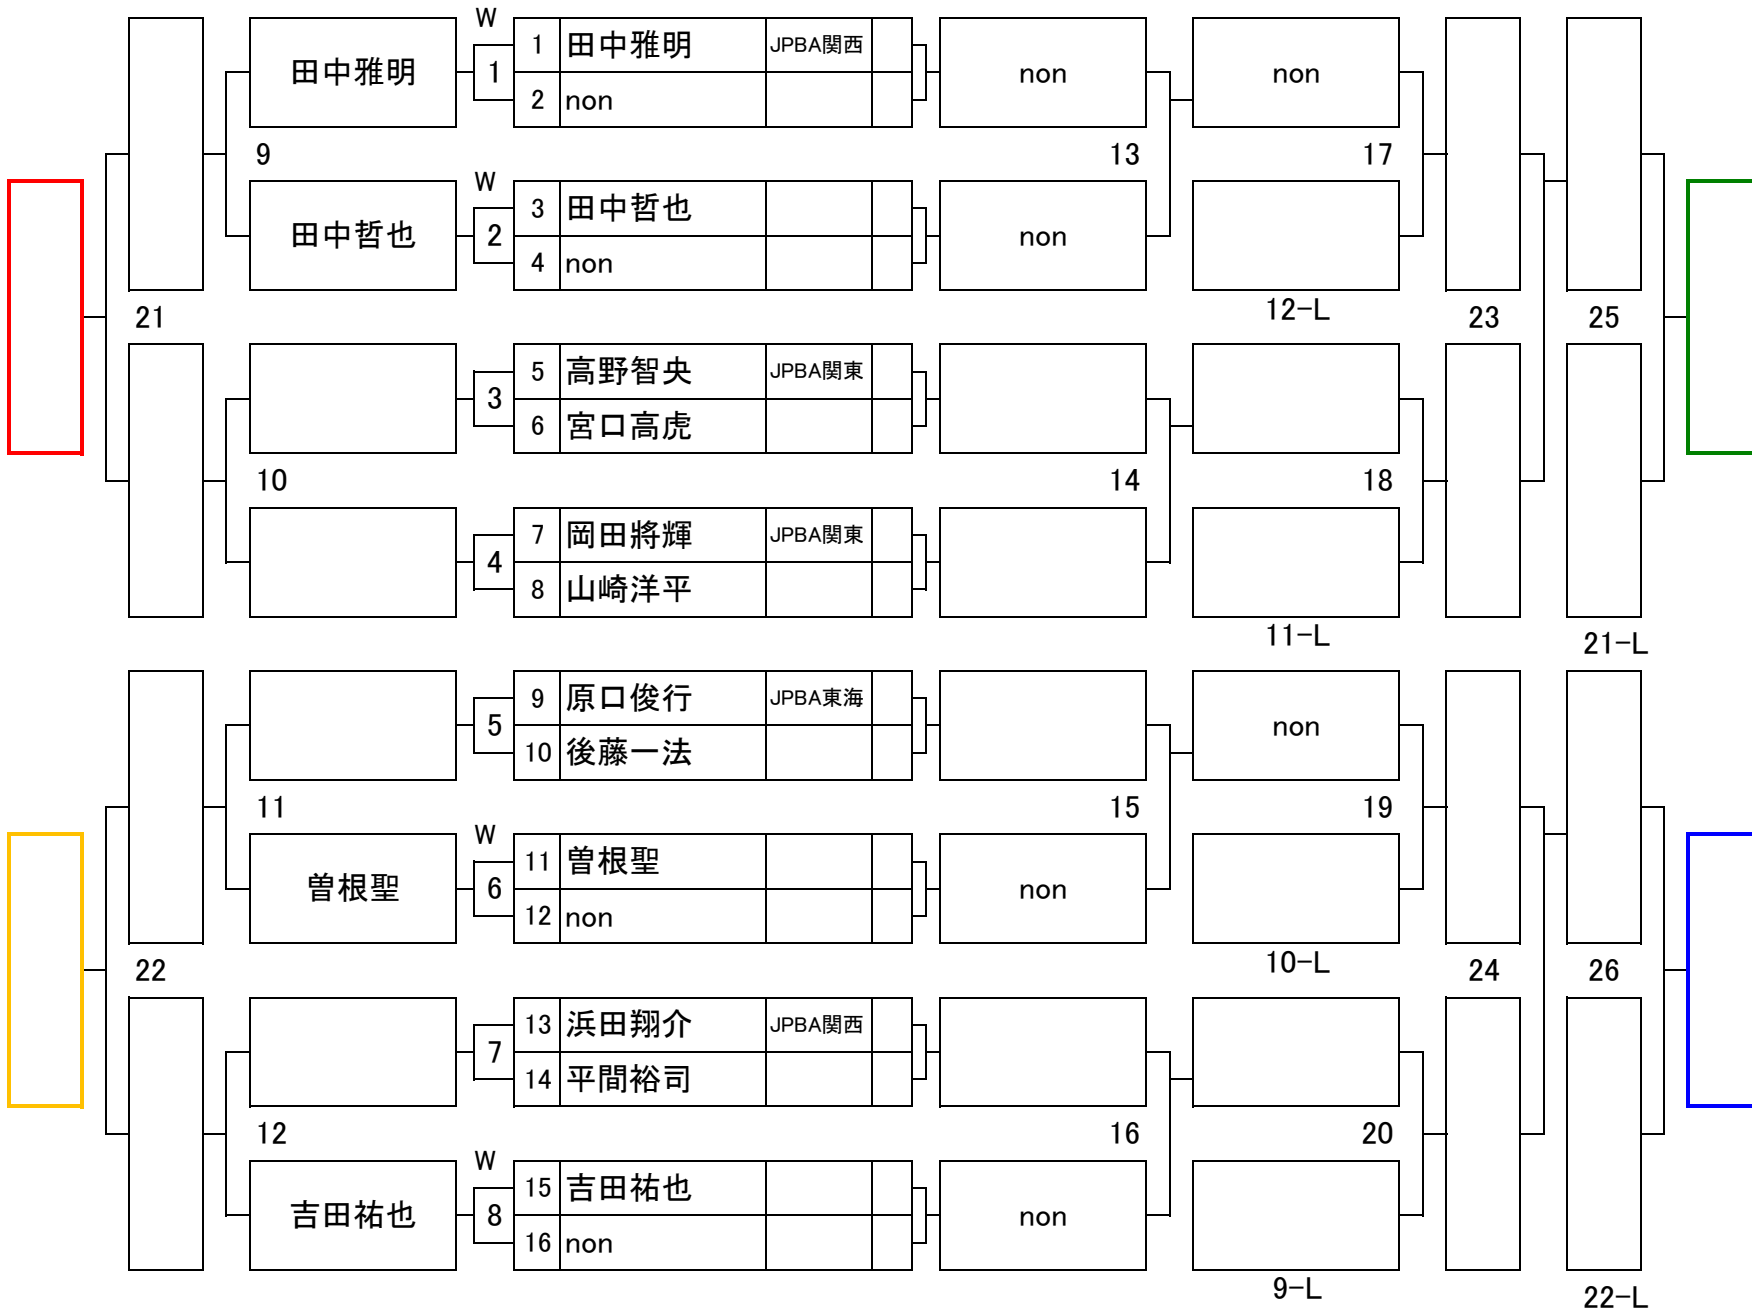 W
1 田中雅明 JPBA関西
田中雅明 1 non non
2 non
9 13 17
W
3 田中哲也
田中哲也 2 non
4 non
12-L
21 23 25
5 高野智央 JPBA関東
3
6 宮口高虎
10 14 18
7 岡田將輝 JPBA関東
4
8 山崎洋平
11-L
21-L
9 原口俊行 JPBA東海
5 non
10 後藤一法
11 15 19
W
11 曽根聖
曽根聖 6 non
12 non
10-L
22 24 26
13 浜田翔介 JPBA関西
7
14 平間裕司
12 16 20
W
15 吉田祐也
吉田祐也 8 non
16 non
9-L
22-L